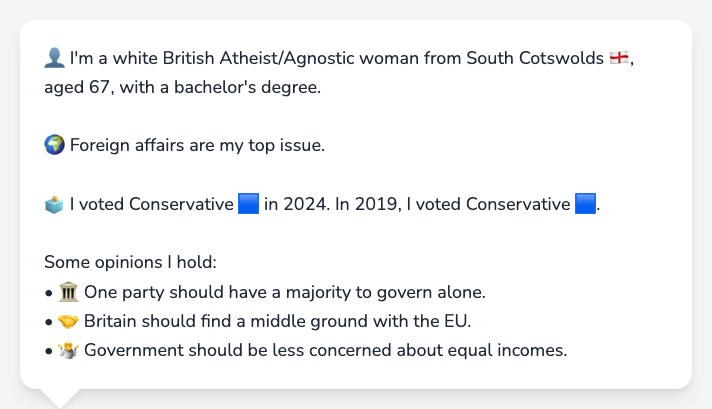 👤 I'm a white British Atheist/Agnostic woman from South Cotswolds 🏴󠁧󠁢󠁥󠁮󠁧󠁿,
aged 67, with a bachelor's degree.
🌍 Foreign affairs are my top issue.
🗳️ I voted Conservative 🟦 in 2024. In 2019, I voted Conservative 🟦.
Some opinions I hold:
• 🏛️ One party should have a majority to govern alone.
• 🤝 Britain should find a middle ground with the EU.
• 🤷 Government should be less concerned about equal incomes.